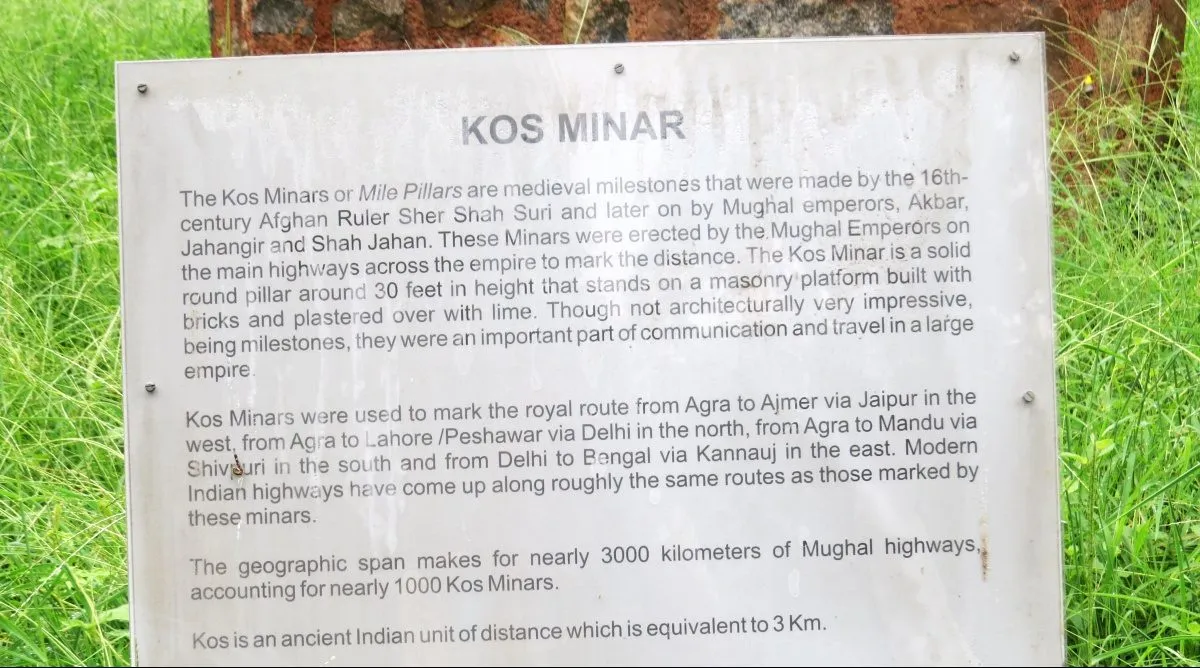 KOS MINAR
The Kos Minars or Mile Pillars are medieval milestones that were made by the 16th-
century Afghan Ruler Sher Shah Suri and later on by Mughal emperors, Akbar,
Jahangir and Shah Jahan. These Minars were erected by the Mughal Emperors on
the main highways across the empire to mark the distance. The Kos Minar is a solid
round pillar around 30 feet in height that stands on a masonry platform built with
bricks and plastered over with lime. Though not architecturally very impressive,
being milestones, they were an important part of communication and travel in a large
empire.
Kos Minars were used to mark the royal route from Agra to Ajmer via Jaipur in the
west, from Agra to Lahore /Peshawar via Delhi in the north, from Agra to Mandu via
Shivpuri in the south and from Delhi to Bengal via Kannauj in the east. Modern
Indian highways have come up along roughly the same routes as those marked by
these minars.
The geographic span makes for nearly 3000 kilometers of Mughal highways,
accounting for nearly 1000 Kos Minars.
Kos is an ancient Indian unit of distance which is equivalent to 3 Km.